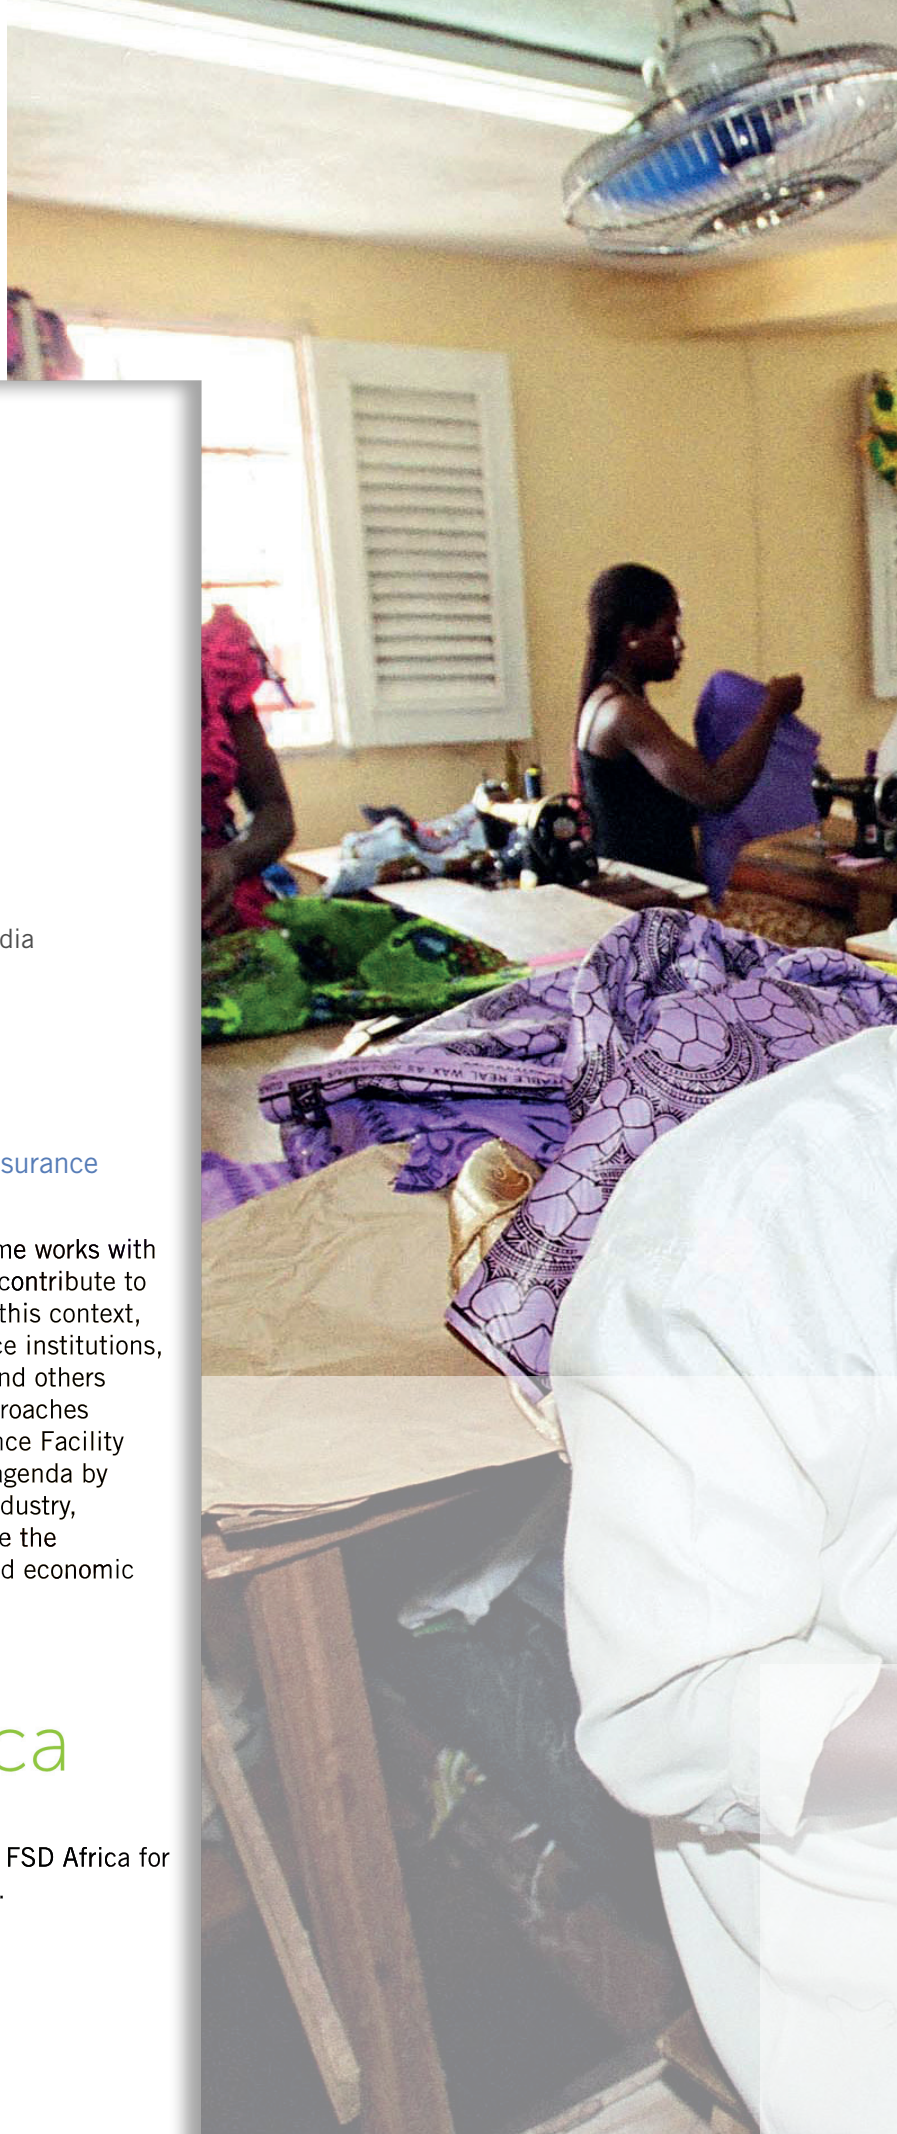 dia
surance
me works with
contribute to
this context,
ce institutions,
nd others
roaches
nce Facility
agenda by
dustry,
e the
d economic
ca
FSD Africa for
.